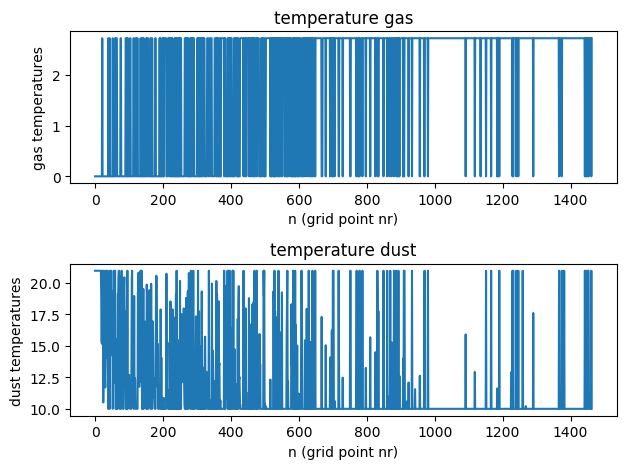 temperature gas
gas temperatures
2
1
0
0 200 400 600 800 1000 1200 1400
n (grid point nr)
temperature dust
dust temperatures
20.0
17.5
15.0
12.5
10.0
0 200 400 600 800 1000 1200 1400
n (grid point nr)